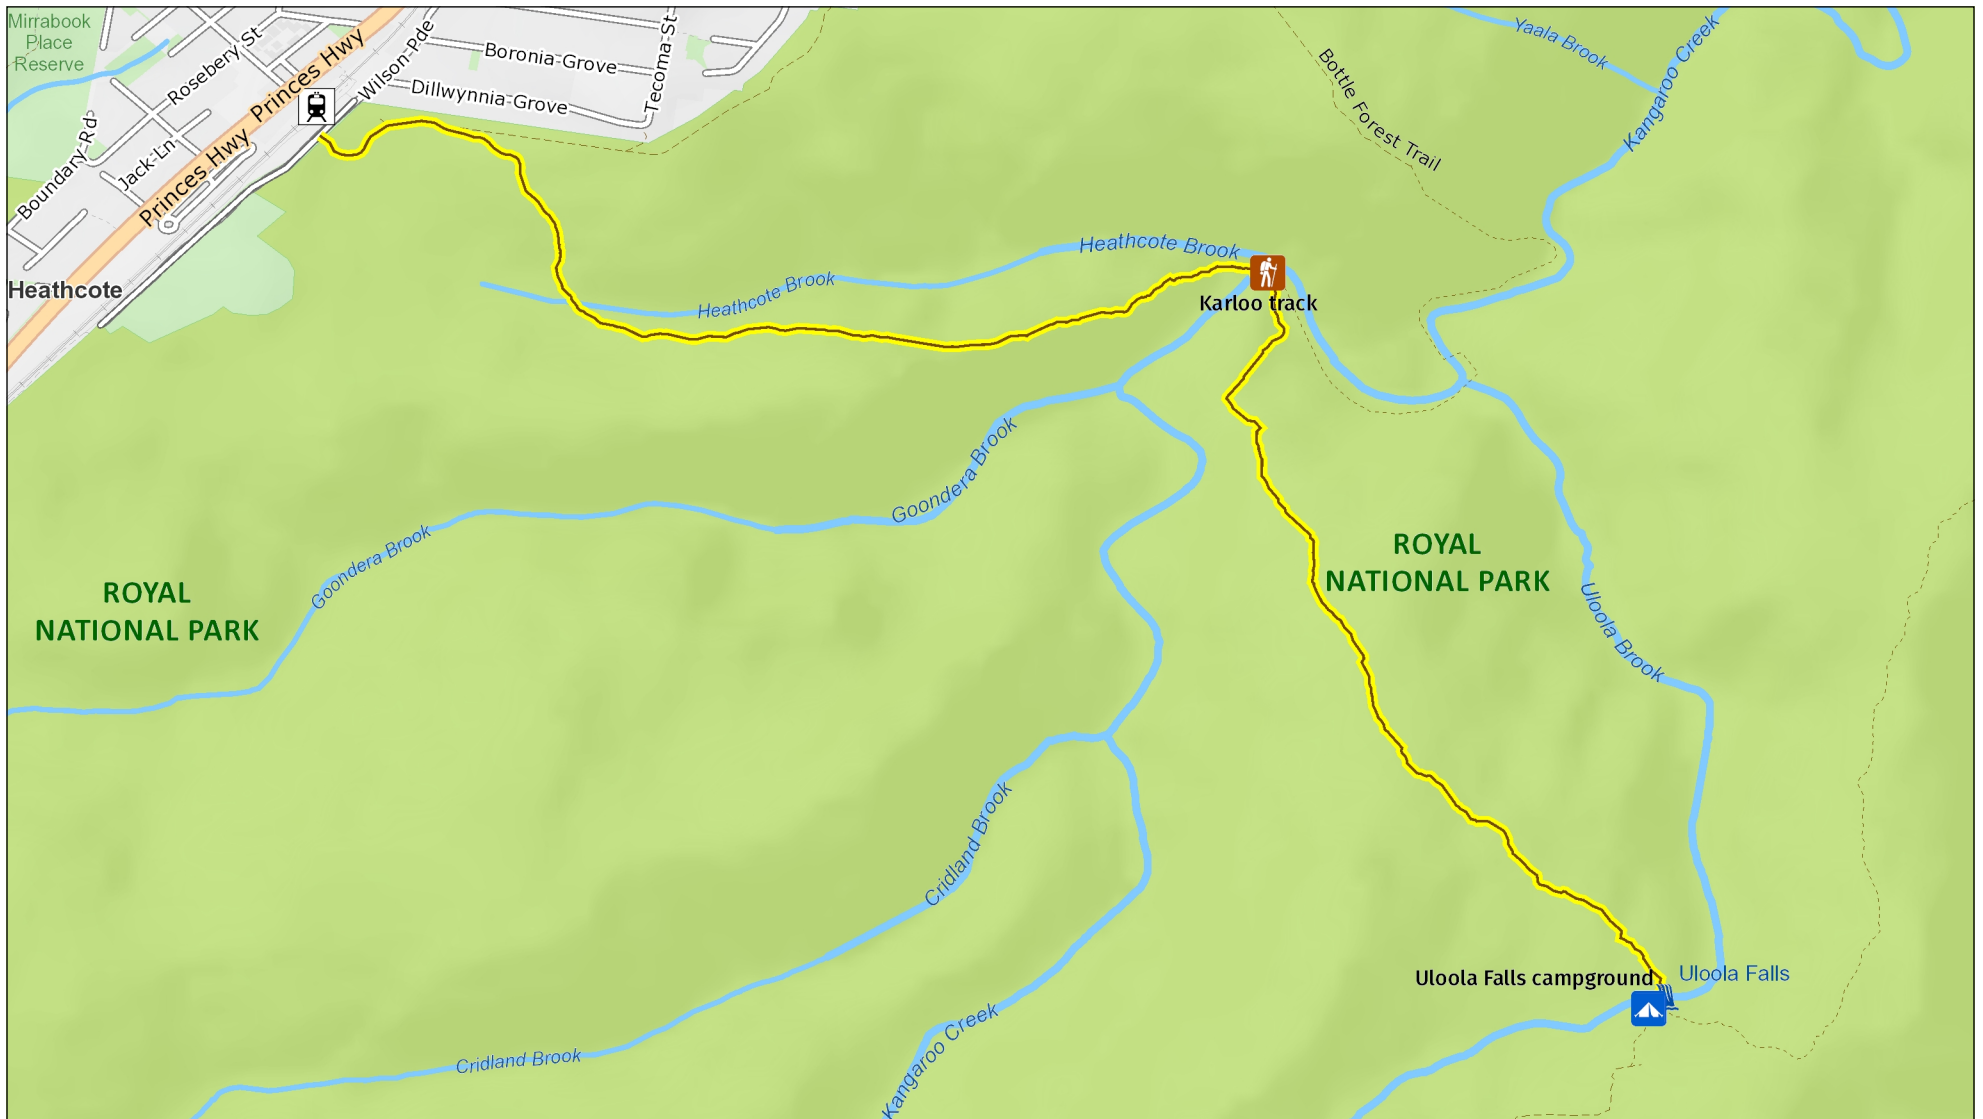 Mirrabook
Place
Reserve
Rosebery St
Princes Hwy
Wilson-Pde
Boronia-Grove
Tecoma-St
Dillwynnia-Grove
Boundary-Rd
Jack-Ln
Princes Hwy
Heathcote
Bottle Forest Trail
Yaala Brook
Kangaroo Creek
Heathcote Brook
Heathcote Brook
Karloo track
Goondera Brook
Goondera Brook
ROYAL
NATIONAL PARK
ROYAL
NATIONAL PARK
Uloola Brook
Cridland Brook
Uloola Falls campground
Uloola Falls
Kangaroo Creek
Cridland Brook